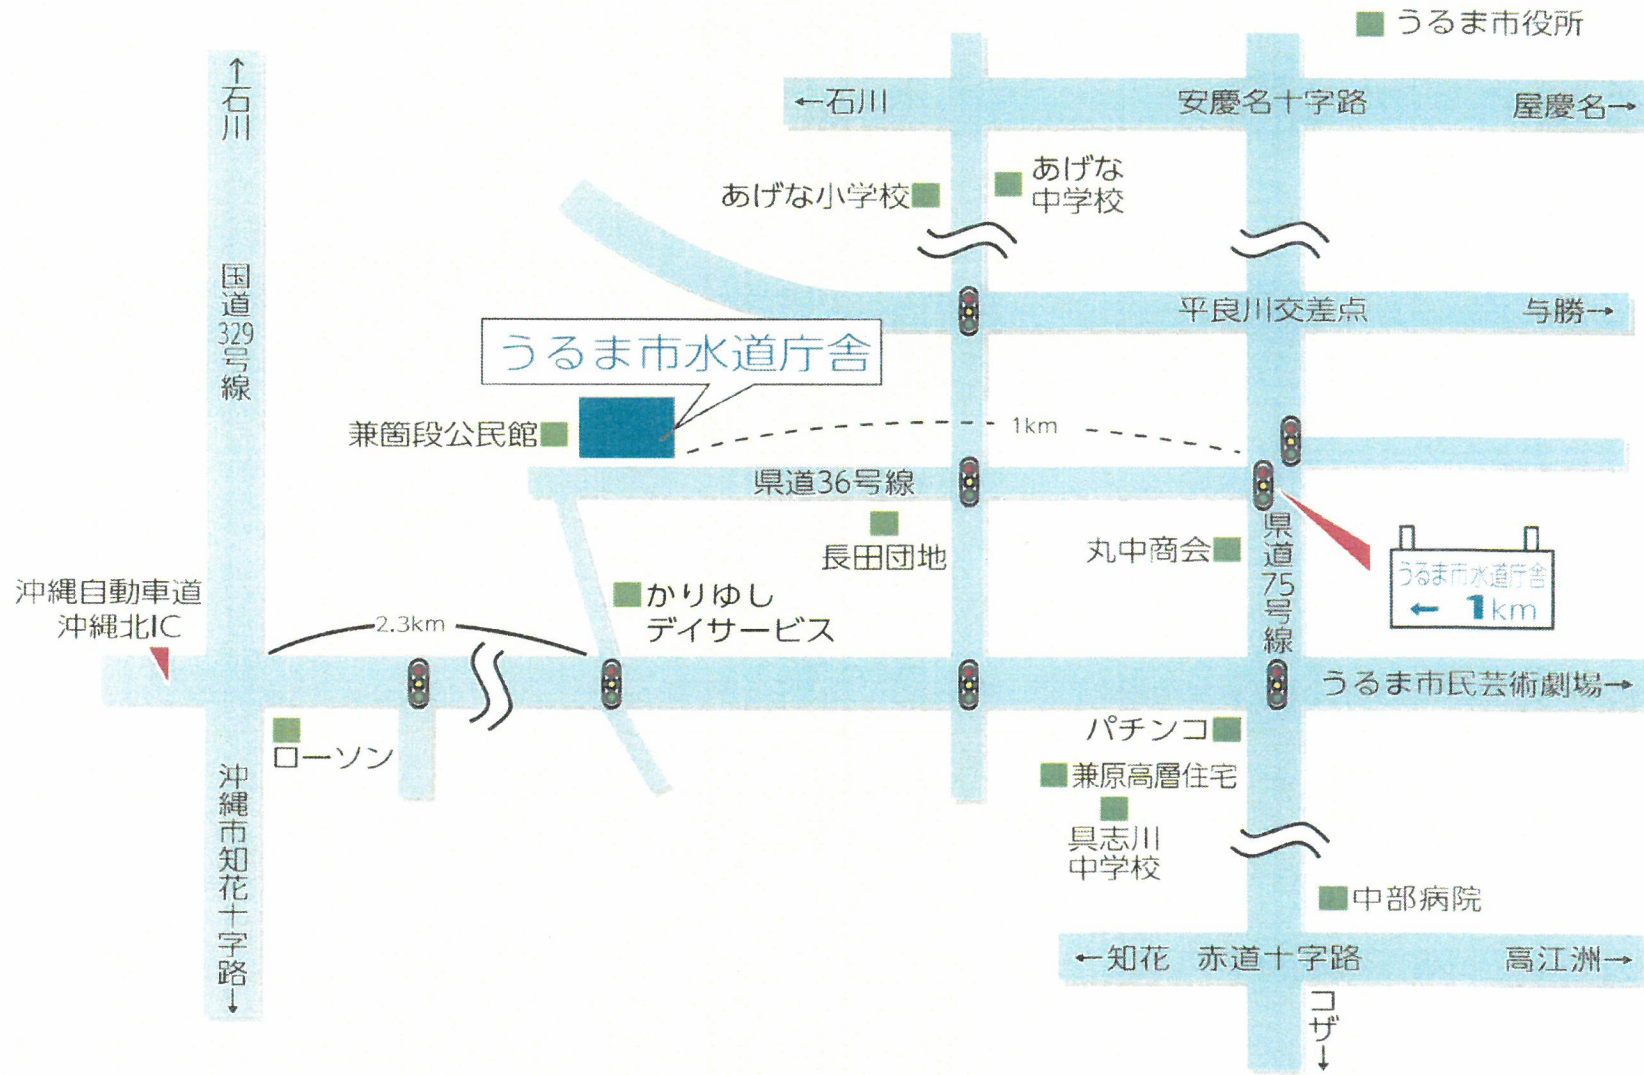 うるま市役所
↑石川
←石川
安慶名十字路
屋慶名→
あげな小学校
あげな
中学校
国道329号線
平良川交差点
与勝→
うるま市水道庁舎
兼箇段公民館
1km
県道36号線
長田団地
丸中商会
県道75号線
うるま市水道庁舎
← 1km
沖縄自動車道
沖縄北IC
2.3km
かりゆし
デイサービス
うるま市民芸術劇場→
ローソン
パチンコ
兼原高層住宅
具志川
中学校
沖縄市知花十字路↓
中部病院
←知花
赤道十字路
高江洲→
コザ↓